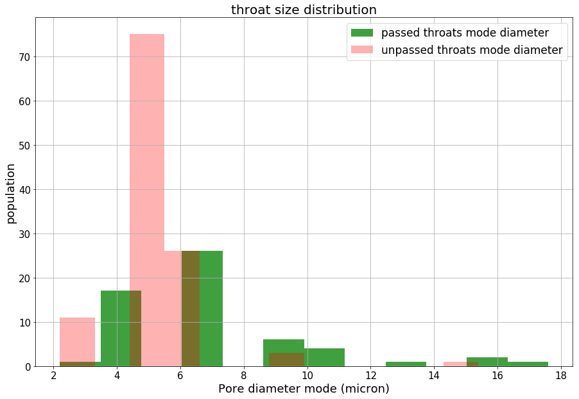 throat size distribution
passed throats mode diameter
unpassed throats mode diameter
population
70
60
50
40
30
20
10
0
2 4 6 8 10 12 14 16 18
Pore diameter mode (micron)